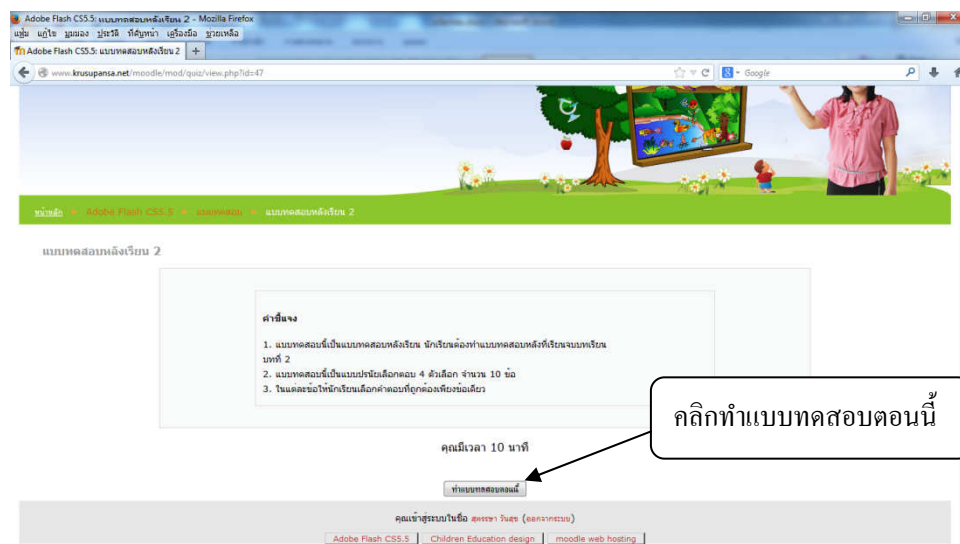 Adobe Flash CS5.5: แบบทดสอบหลังเรียน 2 - Mozilla Firefox
แฟ้ม แก้ไข มุมมอง ประวัติ ที่คั่นหน้า เครื่องมือ ช่วยเหลือ
Adobe Flash CS5.5: แบบทดสอบหลังเรียน 2 +
www.krusupansa.net/moodle/mod/quiz/view.php?id=47 Google
หน้าหลัก Adobe Flash CS5.5 แบบทดสอบ แบบทดสอบหลังเรียน 2
แบบทดสอบหลังเรียน 2
คำชี้แจง
1. แบบทดสอบนี้เป็นแบบทดสอบหลังเรียน นักเรียนต้องทำแบบทดสอบหลังที่เรียนจบบทเรียน
บทที่ 2
2. แบบทดสอบนี้เป็นแบบปรนัยเลือกตอบ 4 ตัวเลือก จำนวน 10 ข้อ
3. ในแต่ละข้อให้นักเรียนเลือกคำตอบที่ถูกต้องเพียงข้อเดียว
คลิกทำแบบทดสอบตอนนี้
คุณมีเวลา 10 นาที
ทำแบบทดสอบตอนนี้
คุณเข้าสู่ระบบในชื่อ สุพรรษา วันสุข (ออกจากระบบ)
Adobe Flash CS5.5 Children Education design moodle web hosting